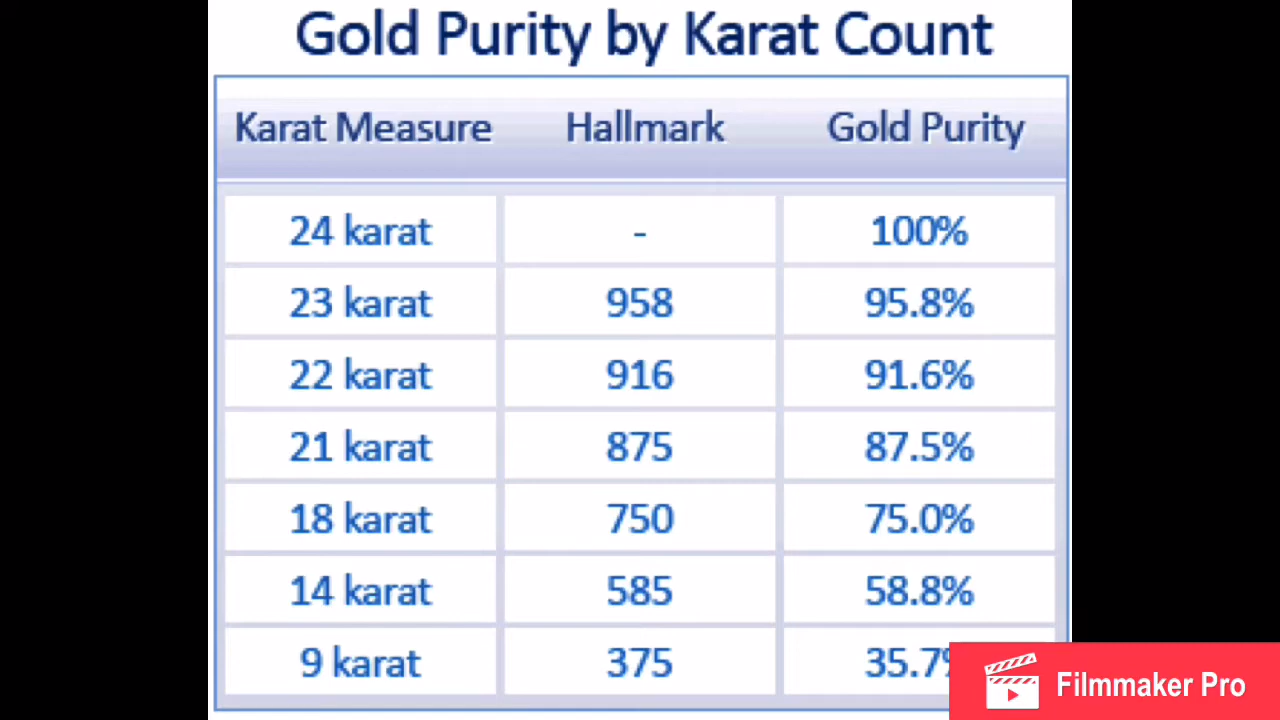 Gold Purity by Karat Count
Karat Measure Hallmark Gold Purity
24 karat - 100%
23 karat 958 95.8%
22 karat 916 91.6%
21 karat 875 87.5%
18 karat 750 75.0%
14 karat 585 58.8%
9 karat 375 35.7%
Filmmaker Pro